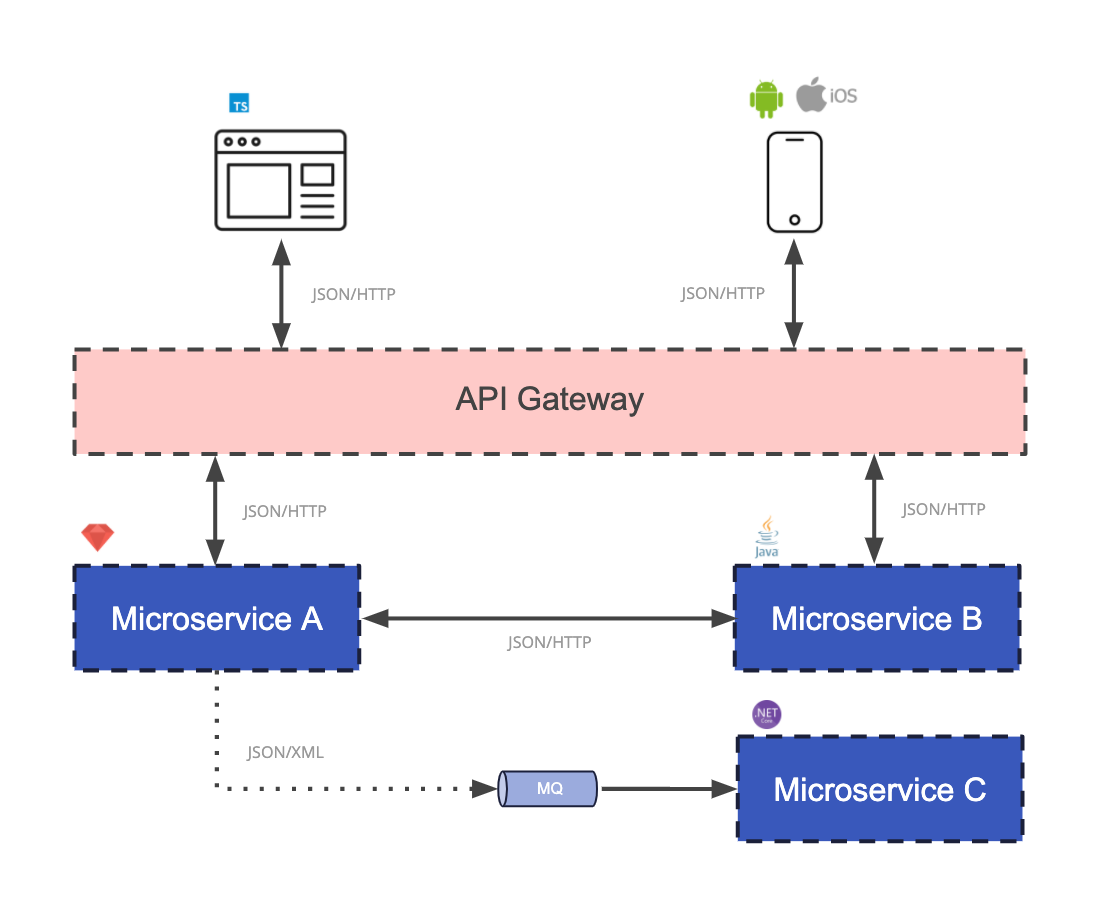 TS
iOS
JSON/HTTP
JSON/HTTP
API Gateway
JSON/HTTP
JSON/HTTP
Java
Microservice A
Microservice B
JSON/HTTP
.NET
Core
JSON/XML
MQ
Microservice C